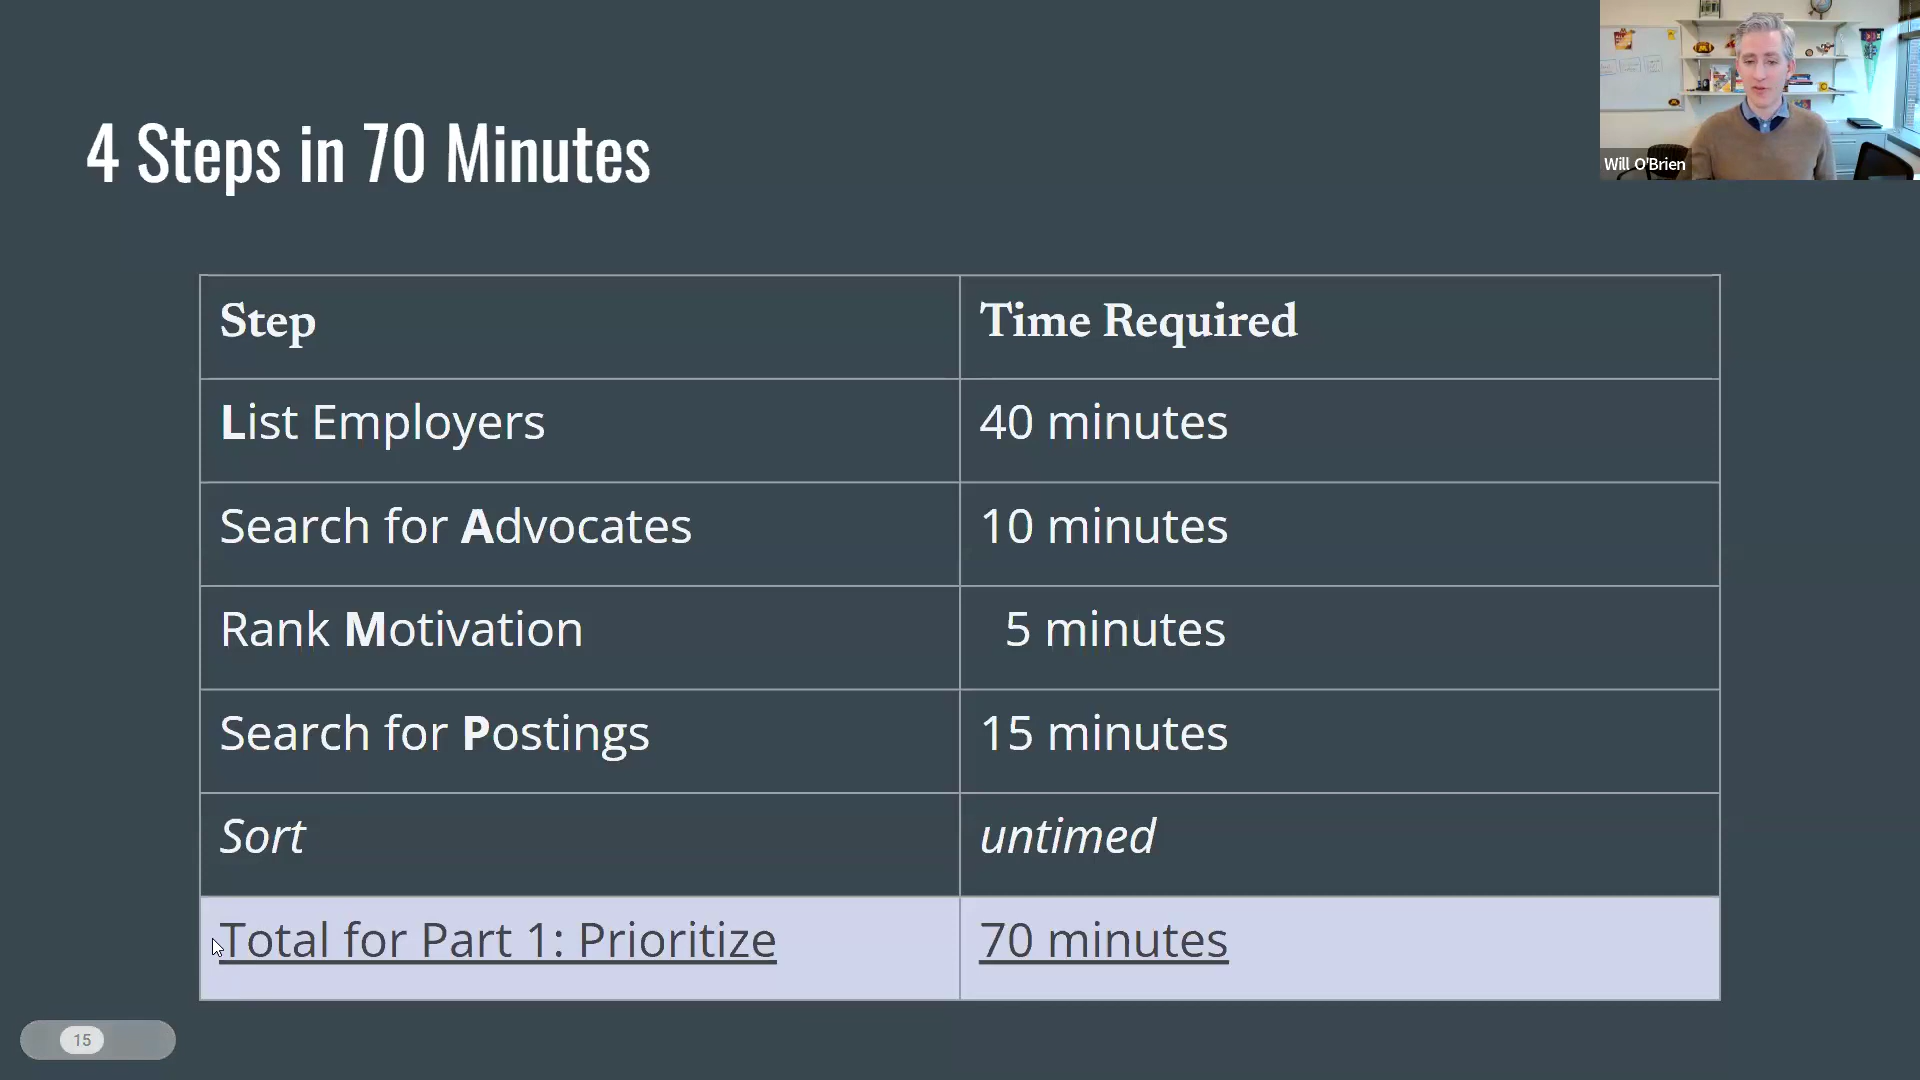 4 Steps in 70 Minutes
Will O'Brien
Step Time Required
List Employers 40 minutes
Search for Advocates 10 minutes
Rank Motivation 5 minutes
Search for Postings 15 minutes
Sort untimed
Total for Part 1: Prioritize 70 minutes
15